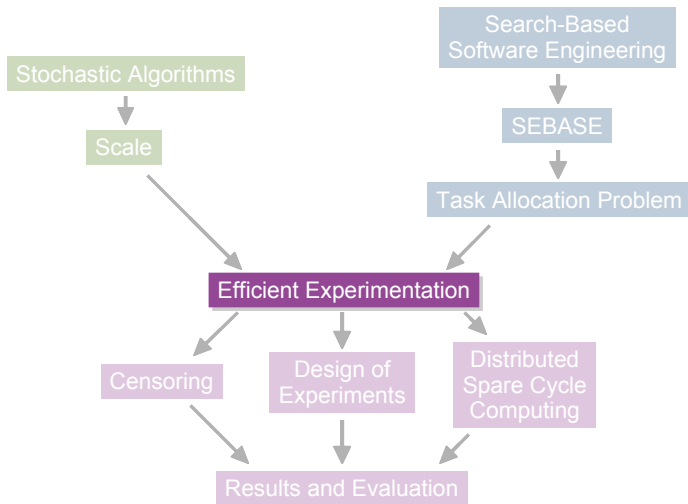 Search-Based
Software Engineering
Stochastic Algorithms
SEBASE
Scale
Task Allocation Problem
Efficient Experimentation
Censoring
Design of
Experiments
Distributed
Spare Cycle
Computing
Results and Evaluation